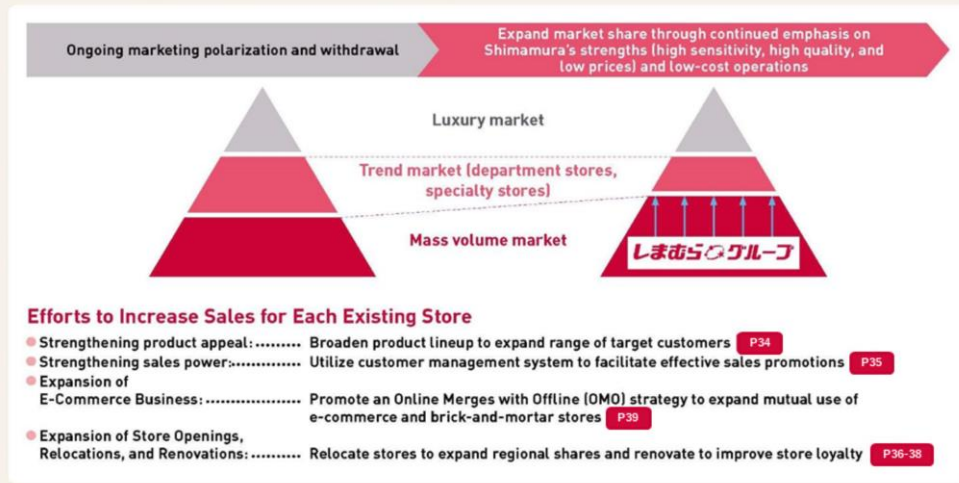 Ongoing marketing polarization and withdrawal
Expand market share through continued emphasis on
Shimamura's strengths (high sensitivity, high quality, and
low prices) and low-cost operations
Luxury market
Trend market (department stores,
specialty stores)
Mass volume market
しまむらグループ
Efforts to Increase Sales for Each Existing Store
Strengthening product appeal: ......... Broaden product lineup to expand range of target customers P34
Strengthening sales power:.............. Utilize customer management system to facilitate effective sales promotions P35
Expansion of
E-Commerce Business: ................... Promote an Online Merges with Offline (OMO) strategy to expand mutual use of
e-commerce and brick-and-mortar stores P39
Expansion of Store Openings,
Relocations, and Renovations: .......... Relocate stores to expand regional shares and renovate to improve store loyalty P36-38